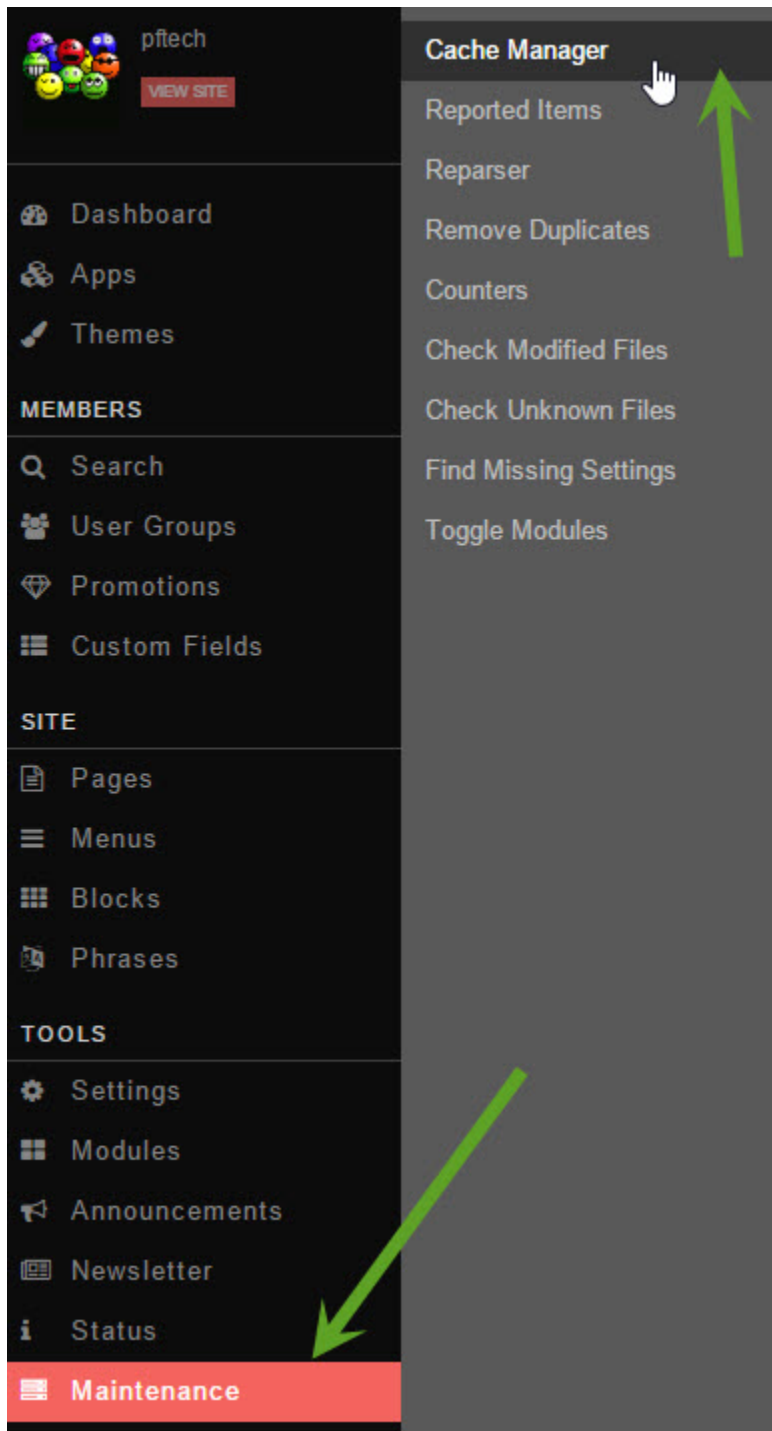 pftech
VIEW SITE
Dashboard
Apps
Themes
MEMBERS
Search
User Groups
Promotions
Custom Fields
SITE
Pages
Menus
Blocks
Phrases
TOOLS
Settings
Modules
Announcements
Newsletter
Status
Maintenance
Cache Manager
Reported Items
Reparser
Remove Duplicates
Counters
Check Modified Files
Check Unknown Files
Find Missing Settings
Toggle Modules